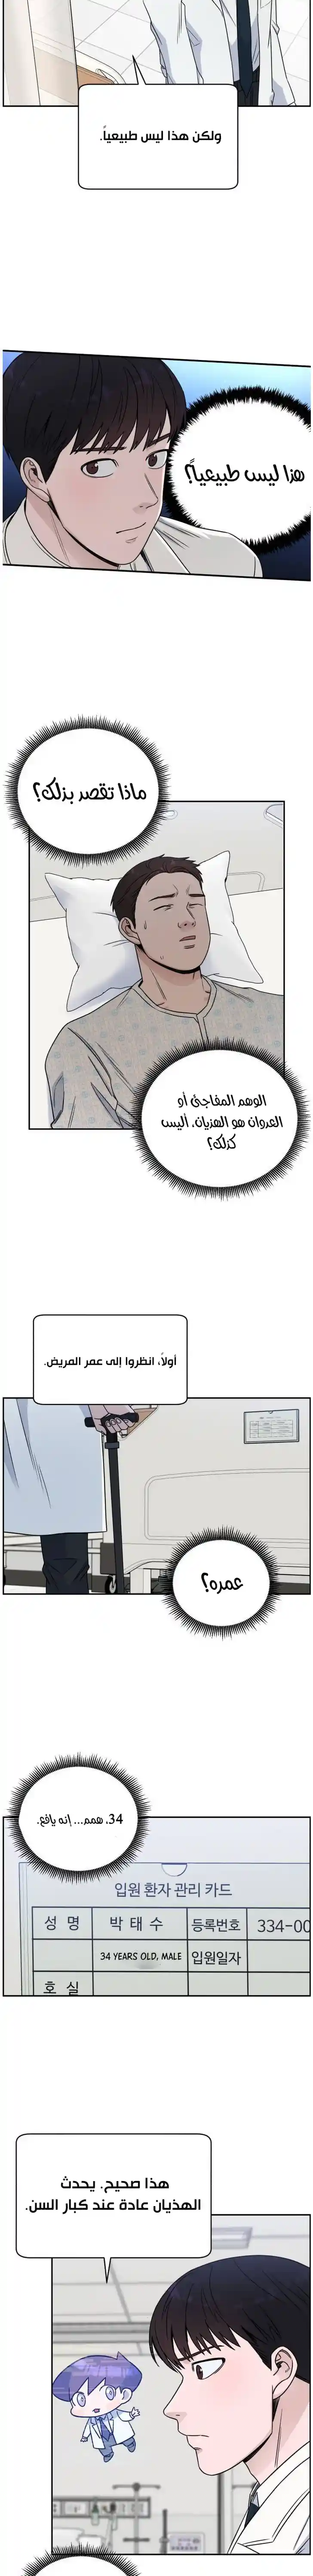 ولكن هذا ليس طبيعياً.
هذا ليس طبيعياً؟
ماذا تقصد بذلك؟
الوهم المفاجئ أو
العدوان هو الهذيان، أليس
كذلك؟
أولاً، انظروا إلى عمر المريض.
عمره؟
34، همم... إنه يافع.
입원 환자 관리 카드
성 명 박 태 수 등록번호 334-00
34 YEARS OLD, MALE 입원일자
호 실
هذا صحيح. يحدث
الهذيان عادة عند كبار السن.